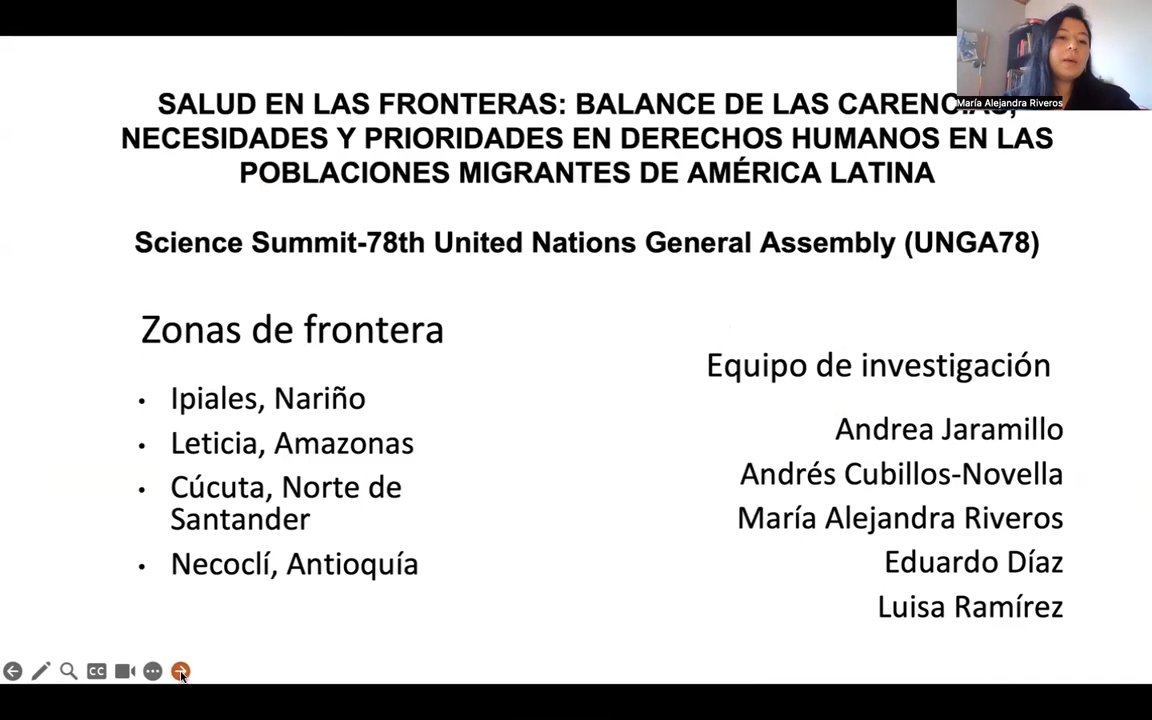 María Alejandra Riveros
SALUD EN LAS FRONTERAS: BALANCE DE LAS CARENCIAS,
NECESIDADES Y PRIORIDADES EN DERECHOS HUMANOS EN LAS
POBLACIONES MIGRANTES DE AMÉRICA LATINA
Science Summit-78th United Nations General Assembly (UNGA78)
Zonas de frontera
• Ipiales, Nariño
• Leticia, Amazonas
• Cúcuta, Norte de
Santander
• Necoclí, Antioquía
Equipo de investigación
Andrea Jaramillo
Andrés Cubillos-Novella
María Alejandra Riveros
Eduardo Díaz
Luisa Ramírez
CC